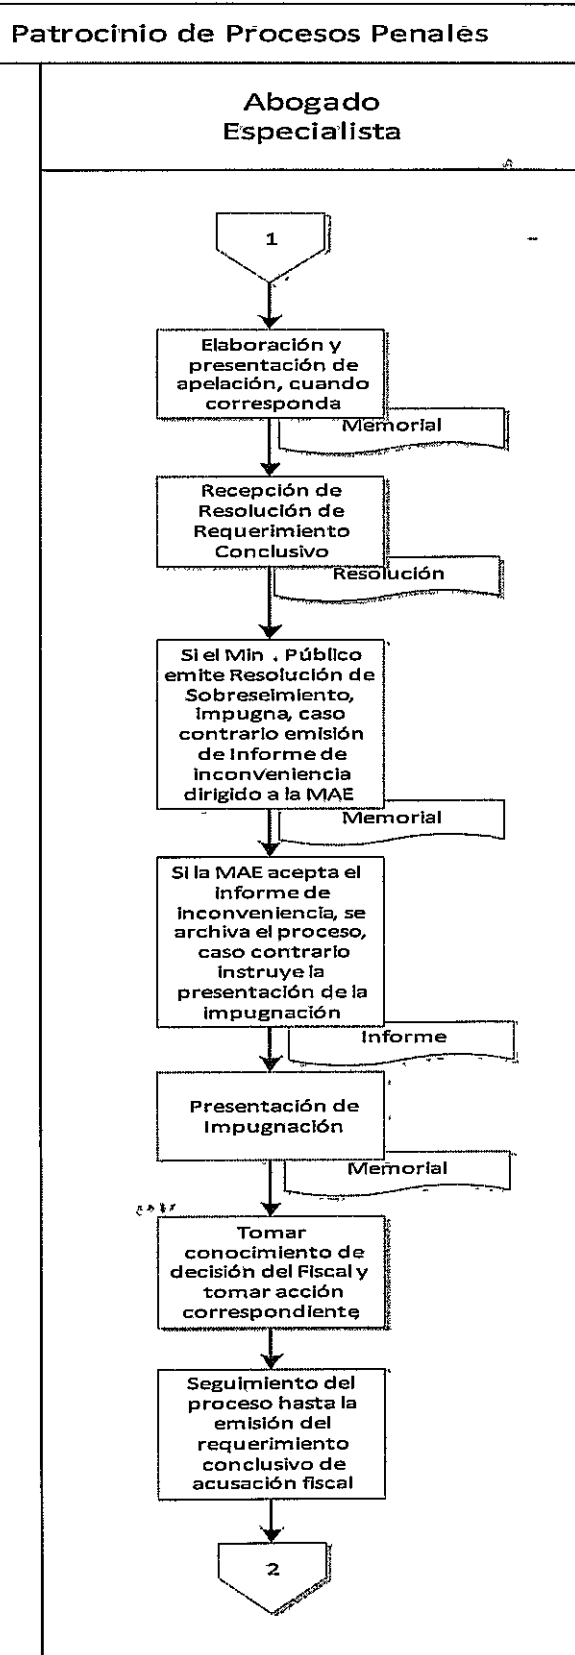 Patrocinio de Procesos Penales
Abogado
Especialista
1
Elaboración y
presentación de
apelación, cuando
corresponda
Memorial
Recepción de
Resolución de
Requerimiento
Conclusivo
Resolución
Si el Min . Público
emite Resolución de
Sobreseimiento,
impugna, caso
contrario emisión
de Informe de
inconveniencia
dirigido a la MAE
Memorial
Si la MAE acepta el
informe de
inconveniencia, se
archiva el proceso,
caso contrario
instruye la
presentación de la
impugnación
Informe
Presentación de
Impugnación
Memorial
Tomar
conocimiento de
decisión del Fiscal y
tomar acción
correspondiente,
Seguimiento del
proceso hasta la
emisión del
requerimiento
conclusivo de
acusación fiscal
2